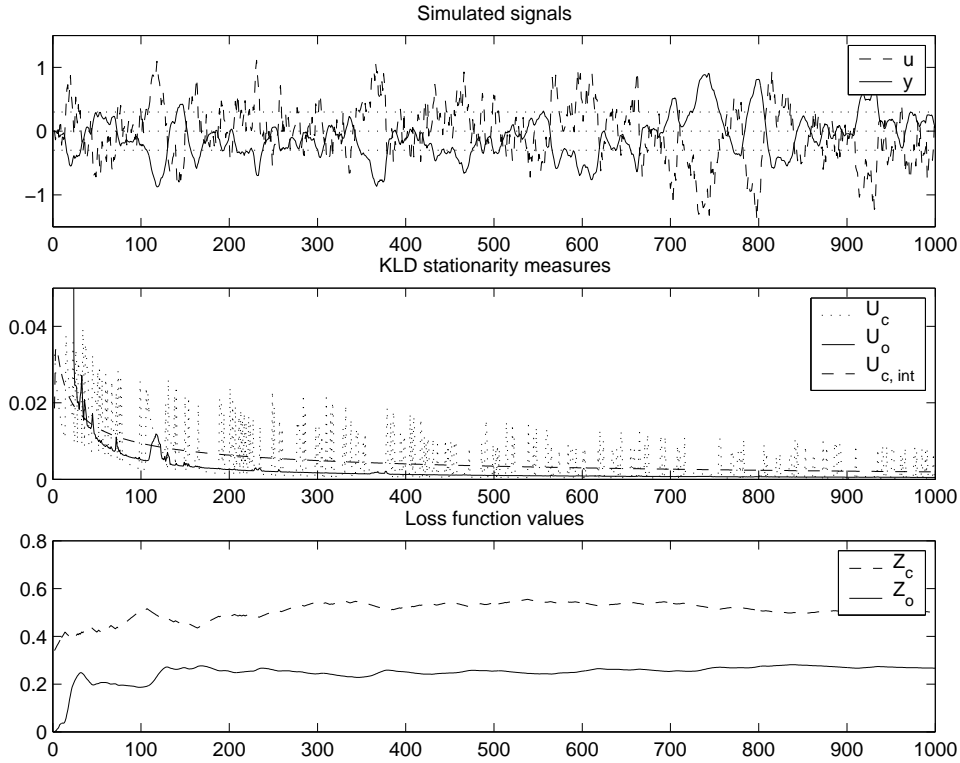 Simulated signals
1
0
−1
u
y
0 100 200 300 400 500 600 700 800 900 1000
KLD stationarity measures
0.04
0.02
0
U_c
U_o
U_c, int
0 100 200 300 400 500 600 700 800 900 1000
Loss function values
0.8
0.6
0.4
0.2
0
Z_c
Z_o
0 100 200 300 400 500 600 700 800 900 1000